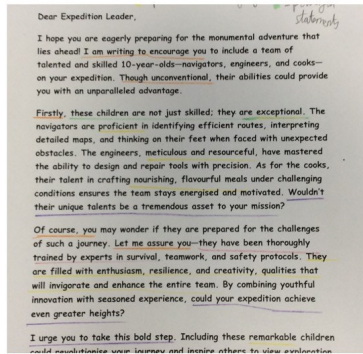 statements
Dear Expedition Leader,
I hope you are eagerly preparing for the monumental adventure that
lies ahead! I am writing to encourage you to include a team of
talented and skilled 10-year-olds—navigators, engineers, and cooks—
on your expedition. Though unconventional, their abilities could provide
you with an unparalleled advantage.
Firstly, these children are not just skilled; they are exceptional. The
navigators are proficient in identifying efficient routes, interpreting
detailed maps, and thinking on their feet when faced with unexpected
obstacles. The engineers, meticulous and resourceful, have mastered
the ability to design and repair tools with precision. As for the cooks,
their talent in crafting nourishing, flavourful meals under challenging
conditions ensures the team stays energised and motivated. Wouldn't
their unique talents be a tremendous asset to your mission?
Of course, you may wonder if they are prepared for the challenges
of such a journey. Let me assure you—they have been thoroughly
trained by experts in survival, teamwork, and safety protocols. They
are filled with enthusiasm, resilience, and creativity, qualities that
will invigorate and enhance the entire team. By combining youthful
innovation with seasoned experience, could your expedition achieve
even greater heights?
I urge you to take this bold step. Including these remarkable children
could revolutionise your journey and inspire others to view exploration